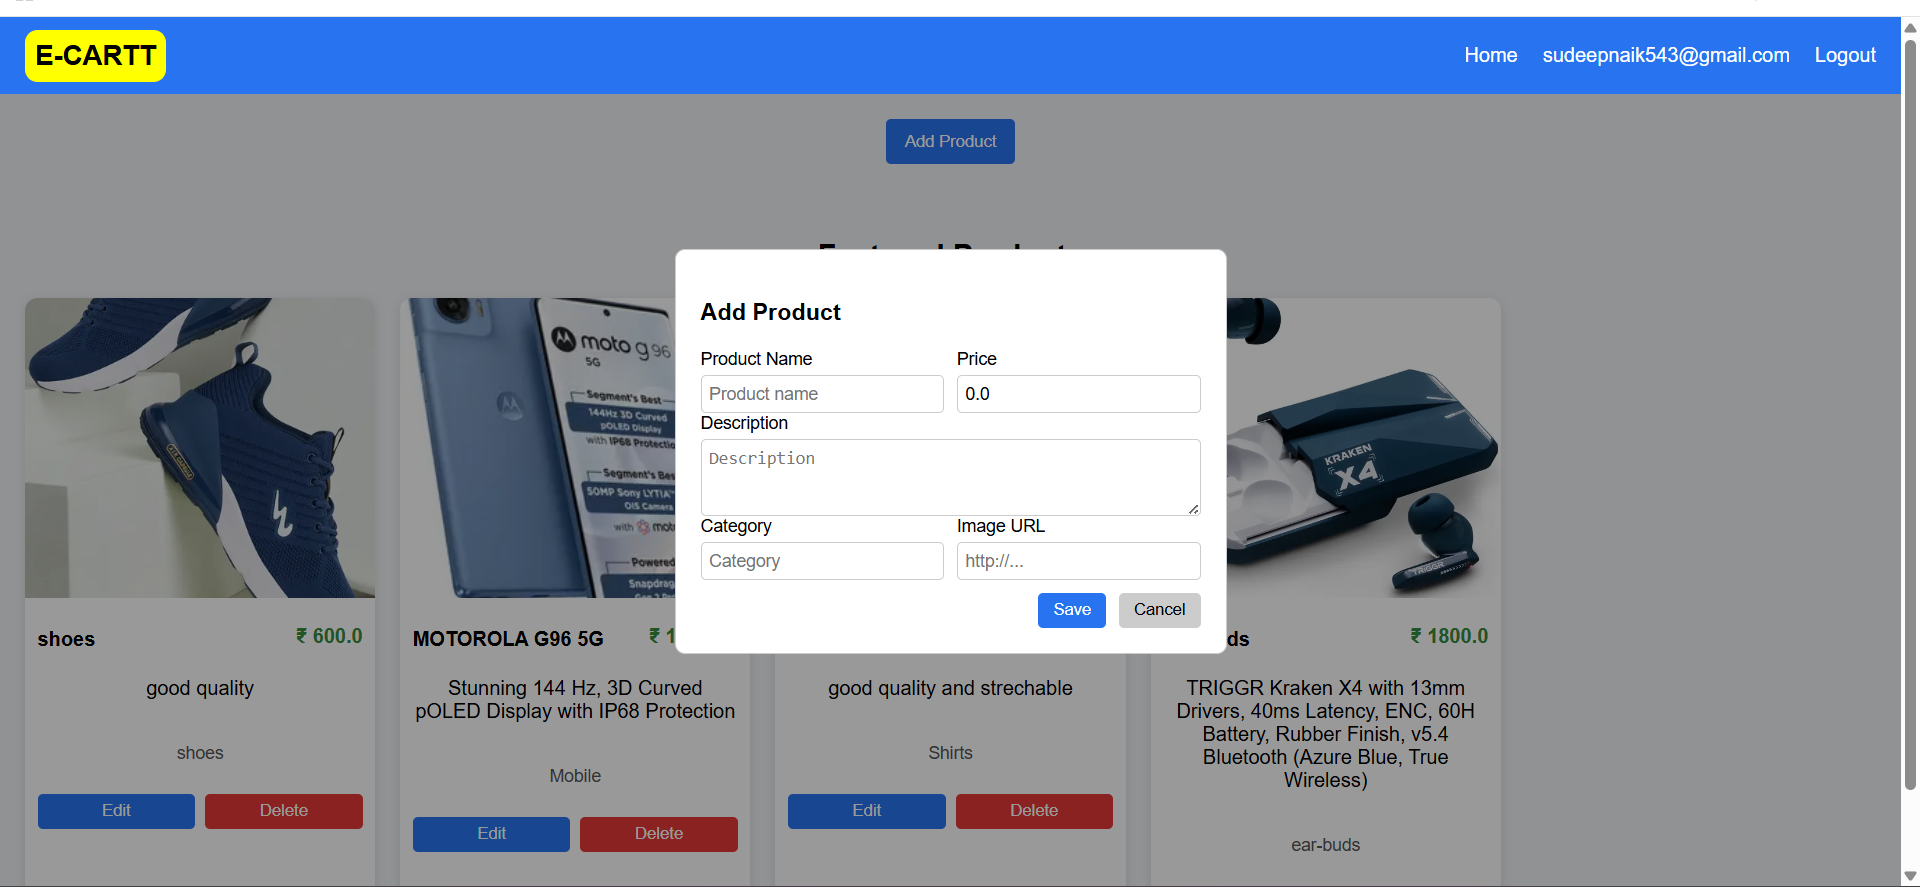 E-CARTT
Home
sudeepnaik543@gmail.com
Logout
Add Product
Add Product
Product Name
Price
Product name
0.0
Description
Description
Category
Image URL
Category
http://...
Save
Cancel
moto g96
5G
Segment's Best
144Hz 3D Curved
pOLED Display
with IP68 Protectio
Segment's Bes
50MP Sony LYTIA
OIS Camera
with moto
Powered
Snapdrag
KRAKEN
X4
TRIGGR
shoes
₹ 600.0
good quality
shoes
Edit
Delete
MOTOROLA G96 5G
₹ 1
Stunning 144 Hz, 3D Curved
pOLED Display with IP68 Protection
Mobile
Edit
Delete
good quality and strechable
Shirts
Edit
Delete
ds
₹ 1800.0
TRIGGR Kraken X4 with 13mm
Drivers, 40ms Latency, ENC, 60H
Battery, Rubber Finish, v5.4
Bluetooth (Azure Blue, True
Wireless)
ear-buds